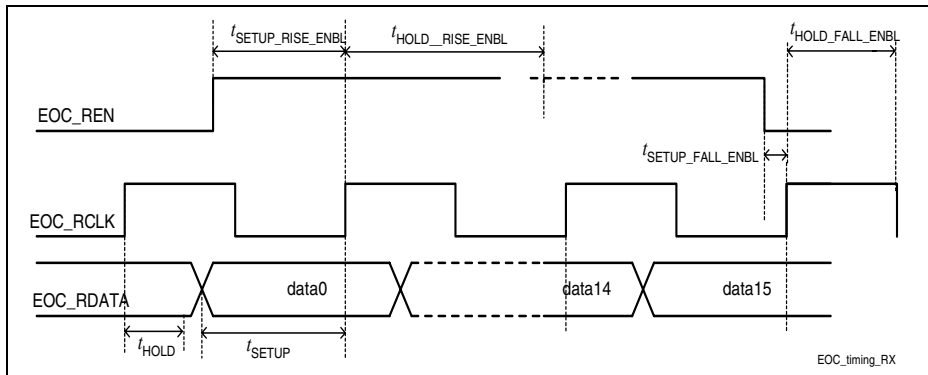 tSETUP_RISE_ENBL
tHOLD__RISE_ENBL
tHOLD_FALL_ENBL
EOC_REN
tSETUP_FALL_ENBL
EOC_RCLK
EOC_RDATA
data0
data14
data15
tHOLD
tSETUP
EOC_timing_RX